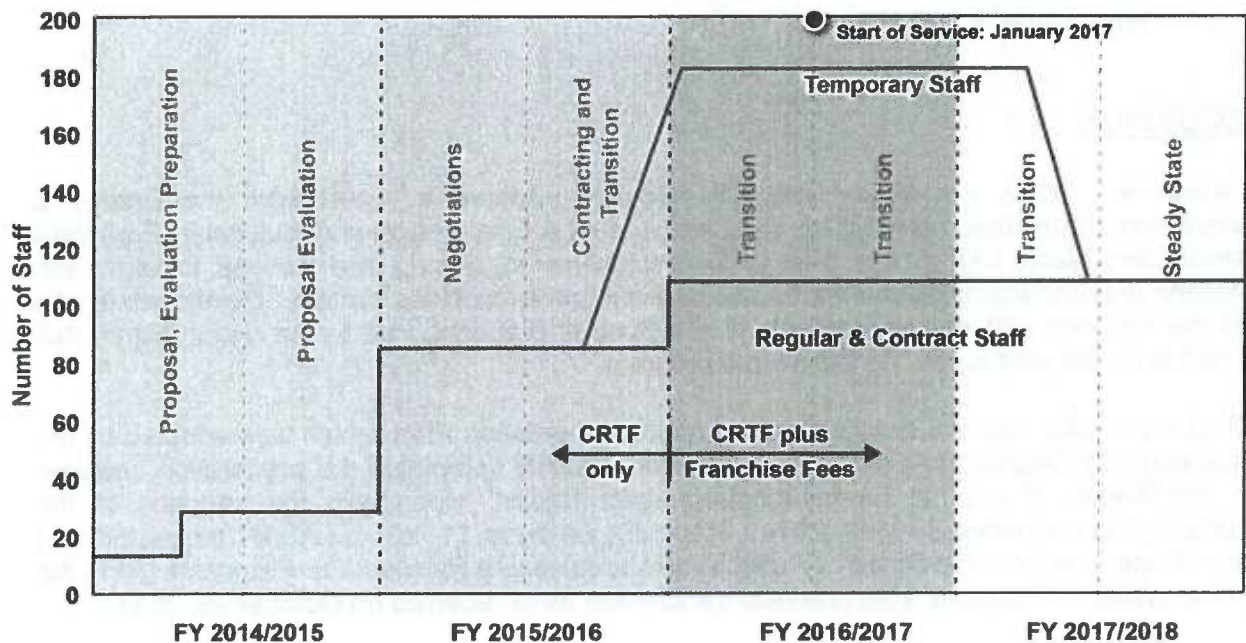 200
180
160
140
120
100
80
60
40
20
0
Number of Staff
Proposal, Evaluation Preparation
Proposal Evaluation
Negotiations
Contracting and
Transition
Transition
Transition
Transition
Steady State
Start of Service: January 2017
Temporary Staff
Regular & Contract Staff
CRTF
only
CRTF plus
Franchise Fees
FY 2014/2015
FY 2015/2016
FY 2016/2017
FY 2017/2018